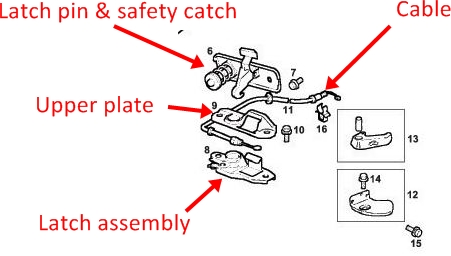 Latch pin & safety catch
Cable
6
7
Upper plate
9
11
16
10
13
8
14
12
Latch assembly
15